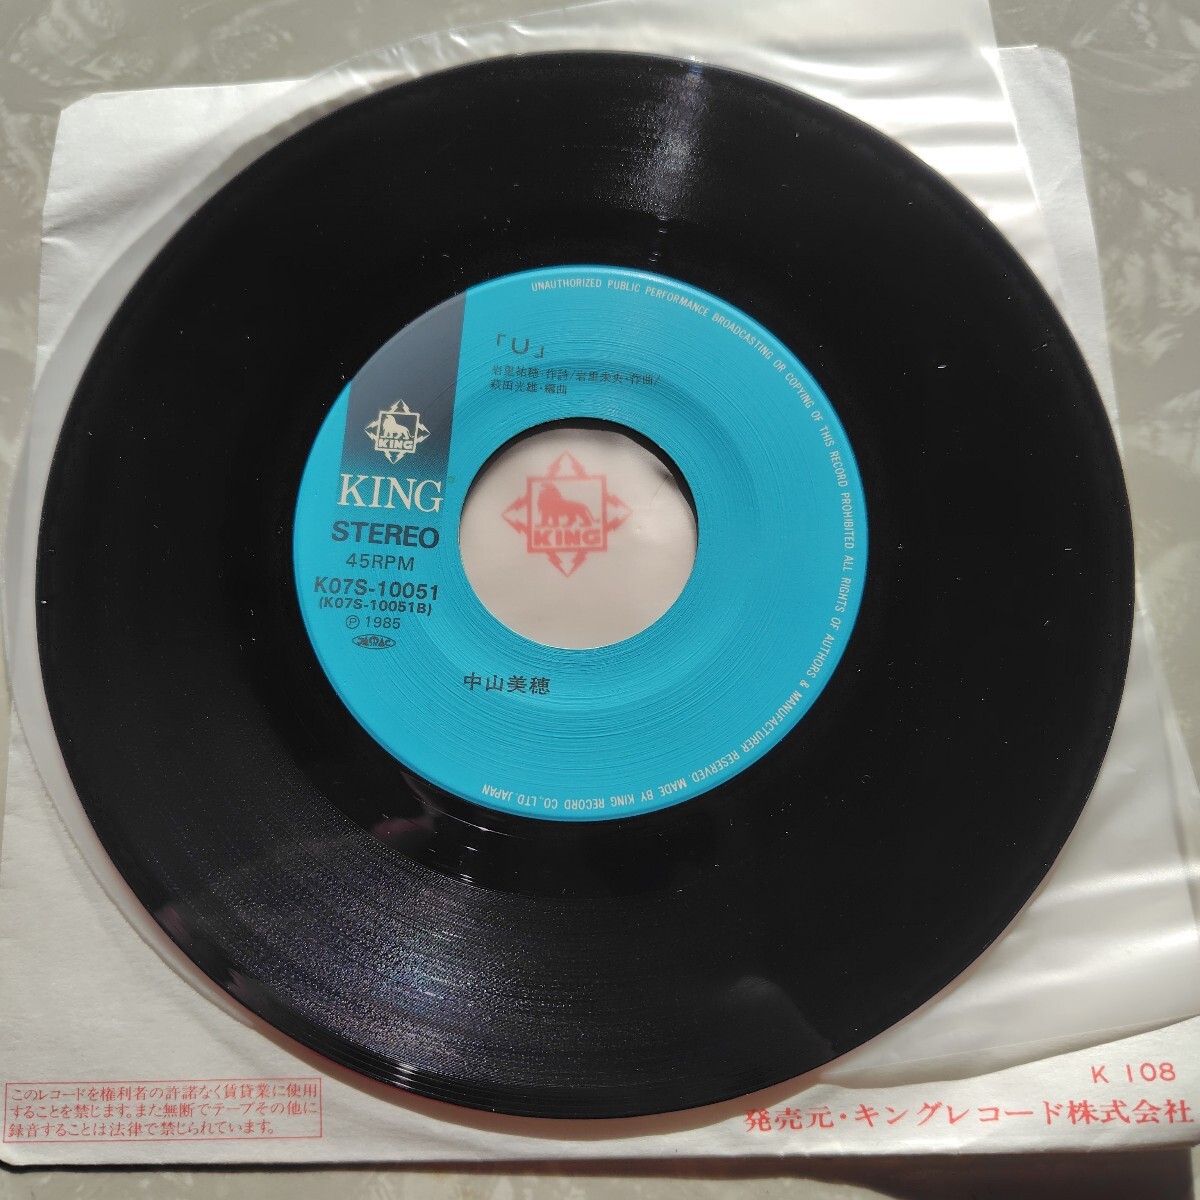 「U」
岩里祐穂・作詩/岩里未央・作曲/
萩田光雄・編曲
KING
KING
STEREO
45RPM
K07S-10051
(K07S-10051B)
Ⓟ 1985
JASRAC
中山美穂
UNAUTHORIZED PUBLIC PERFORMANCE BROADCASTING OR COPYING OF THIS RECORD PROHIBITED. ALL RIGHTS OF AUTHORS & MANUFACTURER RESERVED. MADE BY KING RECORD CO., LTD. JAPAN
KING
このレコードを権利者の許諾なく賃貸業に使用
することを禁じます。また無断でテープその他に
録音することは法律で禁じられています。
K 108
発売元・キングレコード株式会社